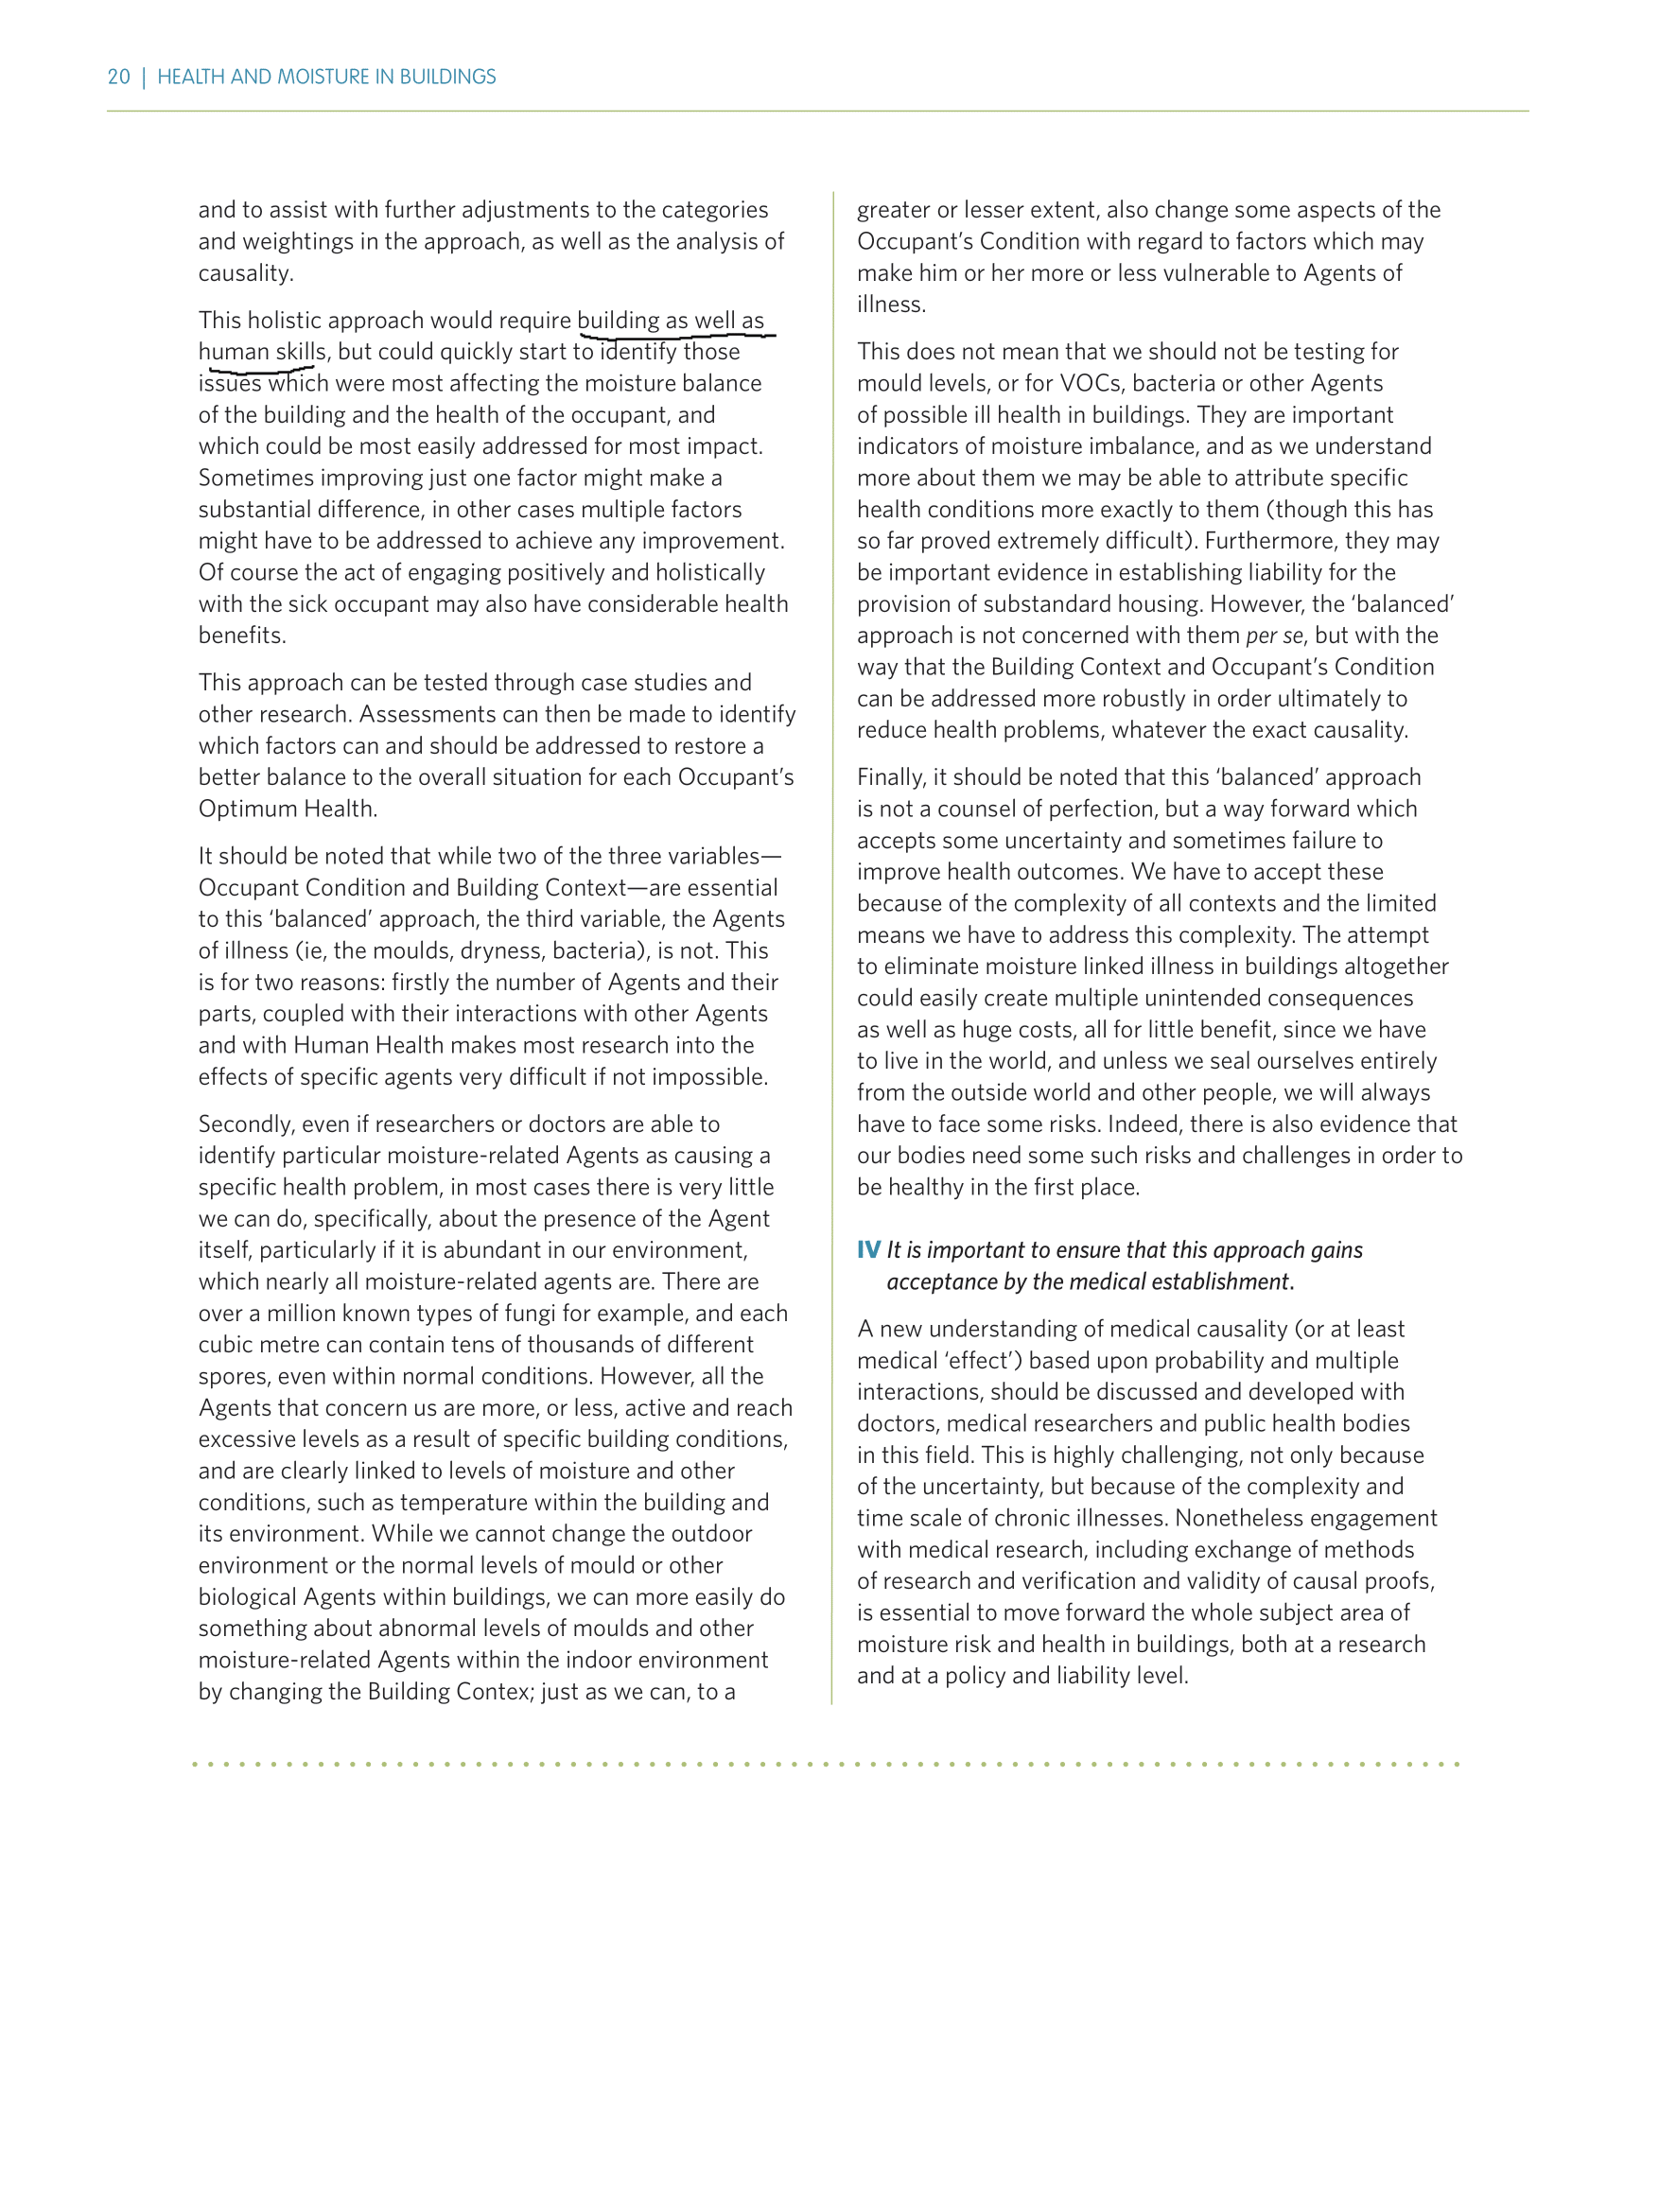 20 | HEALTH AND MOISTURE IN BUILDINGS
and to assist with further adjustments to the categories
and weightings in the approach, as well as the analysis of
causality.
This holistic approach would require building as well as
human skills, but could quickly start to identify those
issues which were most affecting the moisture balance
of the building and the health of the occupant, and
which could be most easily addressed for most impact.
Sometimes improving just one factor might make a
substantial difference, in other cases multiple factors
might have to be addressed to achieve any improvement.
Of course the act of engaging positively and holistically
with the sick occupant may also have considerable health
benefits.
This approach can be tested through case studies and
other research. Assessments can then be made to identify
which factors can and should be addressed to restore a
better balance to the overall situation for each Occupant’s
Optimum Health.
It should be noted that while two of the three variables—
Occupant Condition and Building Context—are essential
to this ‘balanced’ approach, the third variable, the Agents
of illness (ie, the moulds, dryness, bacteria), is not. This
is for two reasons: firstly the number of Agents and their
parts, coupled with their interactions with other Agents
and with Human Health makes most research into the
effects of specific agents very difficult if not impossible.
Secondly, even if researchers or doctors are able to
identify particular moisture-related Agents as causing a
specific health problem, in most cases there is very little
we can do, specifically, about the presence of the Agent
itself, particularly if it is abundant in our environment,
which nearly all moisture-related agents are. There are
over a million known types of fungi for example, and each
cubic metre can contain tens of thousands of different
spores, even within normal conditions. However, all the
Agents that concern us are more, or less, active and reach
excessive levels as a result of specific building conditions,
and are clearly linked to levels of moisture and other
conditions, such as temperature within the building and
its environment. While we cannot change the outdoor
environment or the normal levels of mould or other
biological Agents within buildings, we can more easily do
something about abnormal levels of moulds and other
moisture-related Agents within the indoor environment
by changing the Building Contex; just as we can, to a
greater or lesser extent, also change some aspects of the
Occupant’s Condition with regard to factors which may
make him or her more or less vulnerable to Agents of
illness.
This does not mean that we should not be testing for
mould levels, or for VOCs, bacteria or other Agents
of possible ill health in buildings. They are important
indicators of moisture imbalance, and as we understand
more about them we may be able to attribute specific
health conditions more exactly to them (though this has
so far proved extremely difficult). Furthermore, they may
be important evidence in establishing liability for the
provision of substandard housing. However, the ‘balanced’
approach is not concerned with them per se, but with the
way that the Building Context and Occupant’s Condition
can be addressed more robustly in order ultimately to
reduce health problems, whatever the exact causality.
Finally, it should be noted that this ‘balanced’ approach
is not a counsel of perfection, but a way forward which
accepts some uncertainty and sometimes failure to
improve health outcomes. We have to accept these
because of the complexity of all contexts and the limited
means we have to address this complexity. The attempt
to eliminate moisture linked illness in buildings altogether
could easily create multiple unintended consequences
as well as huge costs, all for little benefit, since we have
to live in the world, and unless we seal ourselves entirely
from the outside world and other people, we will always
have to face some risks. Indeed, there is also evidence that
our bodies need some such risks and challenges in order to
be healthy in the first place.
IV It is important to ensure that this approach gains
acceptance by the medical establishment.
A new understanding of medical causality (or at least
medical ‘effect’) based upon probability and multiple
interactions, should be discussed and developed with
doctors, medical researchers and public health bodies
in this field. This is highly challenging, not only because
of the uncertainty, but because of the complexity and
time scale of chronic illnesses. Nonetheless engagement
with medical research, including exchange of methods
of research and verification and validity of causal proofs,
is essential to move forward the whole subject area of
moisture risk and health in buildings, both at a research
and at a policy and liability level.